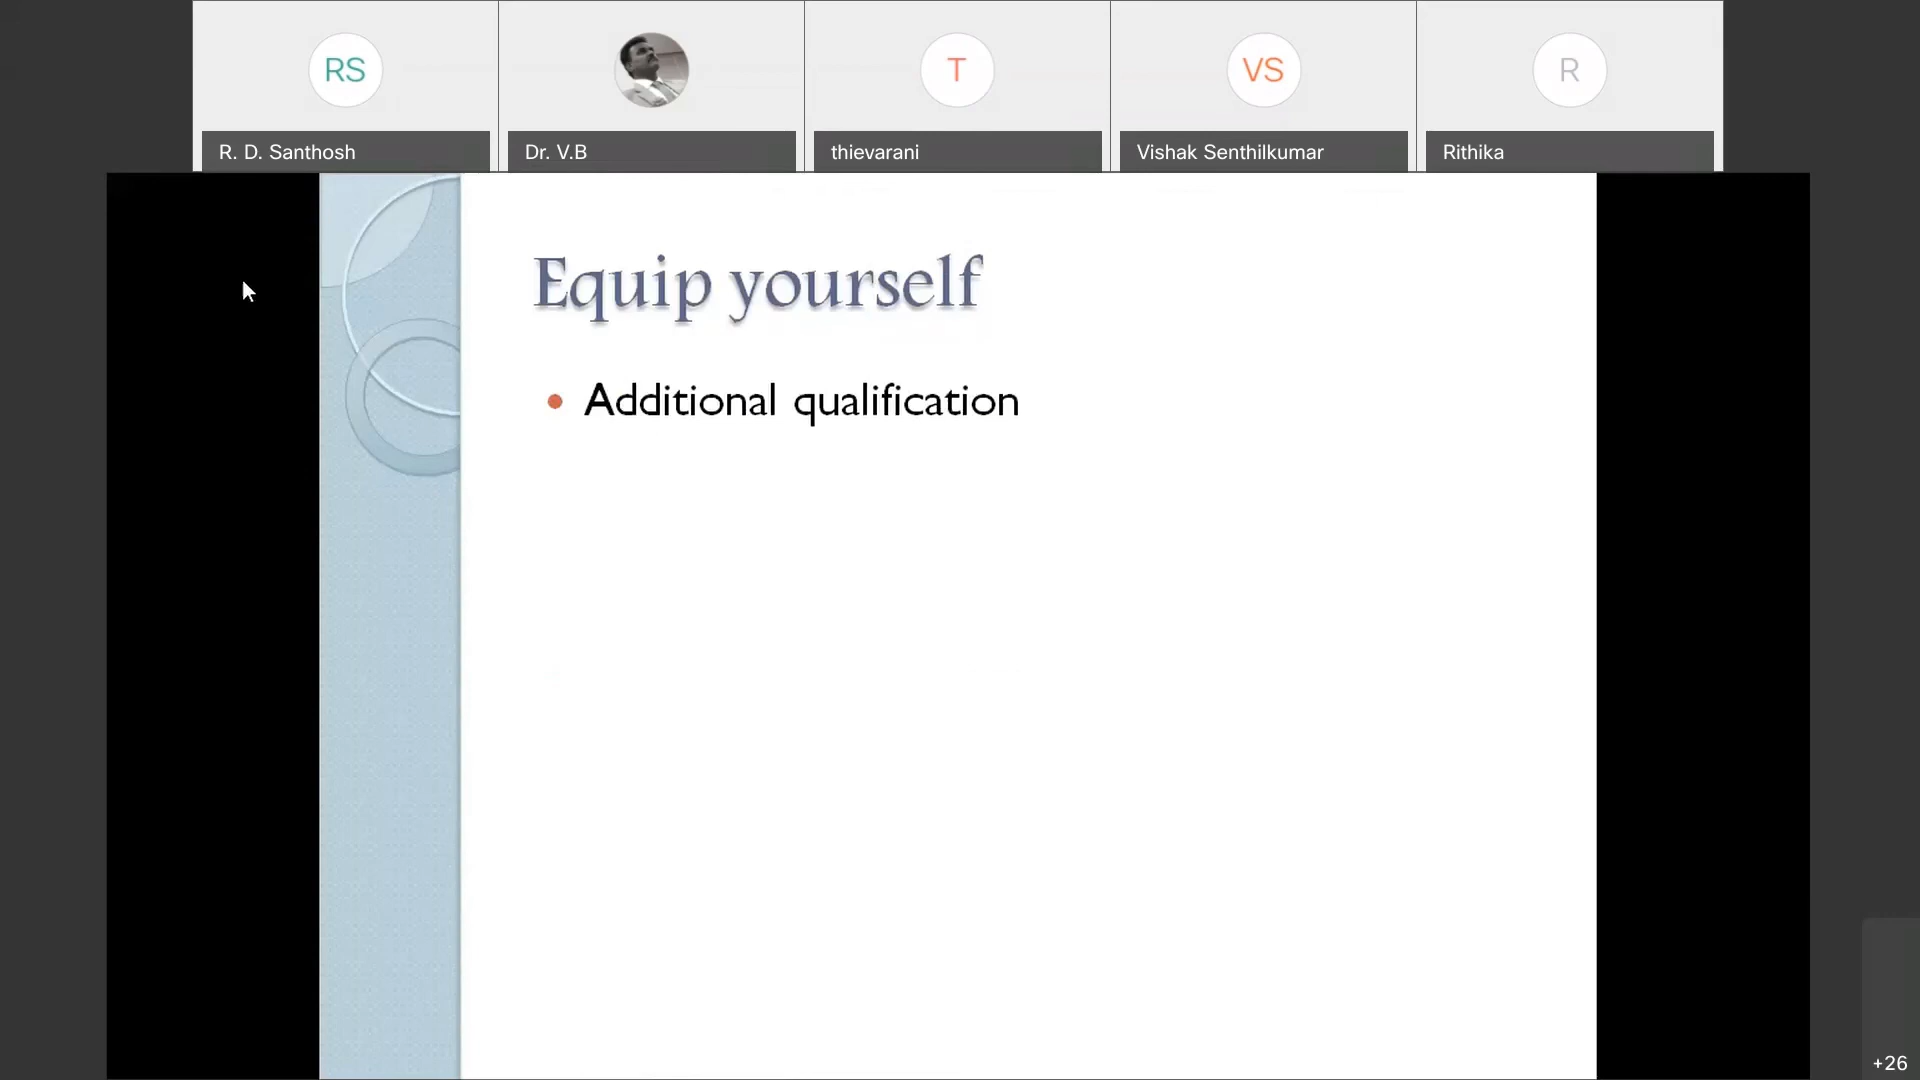 RS
T
VS
R
R. D. Santhosh
Dr. V.B
thievarani
Vishak Senthilkumar
Rithika
Equip yourself
• Additional qualification
+26